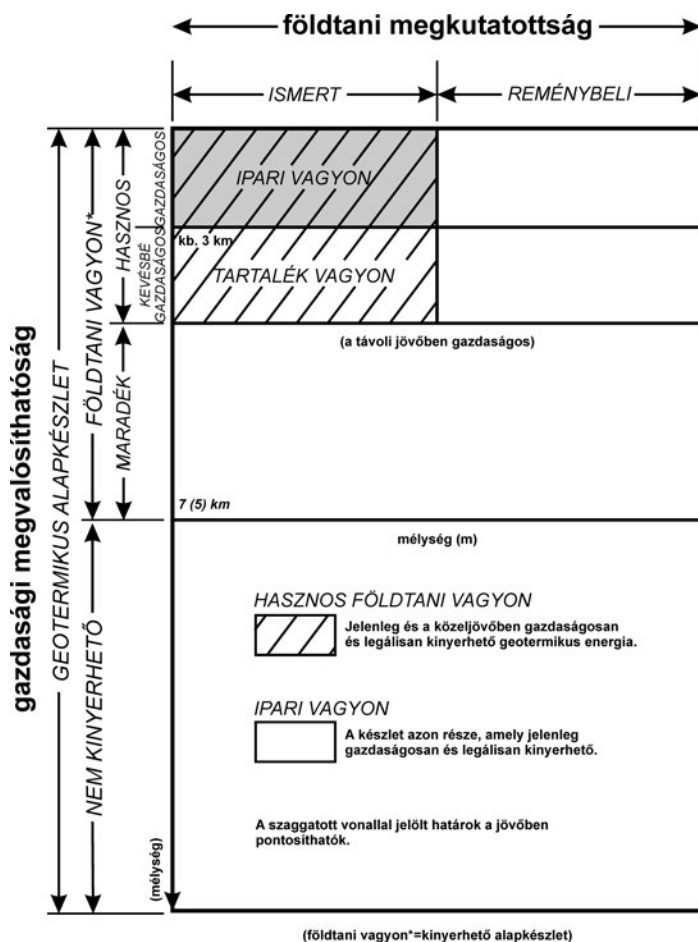 földtani megkutatottság
ISMERT
REMÉNYBELI
gazdasági megvalósíthatóság
GEOTERMIKUS ALAPKÉSZLET
FÖLDTANI VAGYON*
NEM KINYERHETŐ
HASZNOS
MARADÉK
GAZDASÁGOS
KEVÉSBÉ
GAZDASÁGOS
IPARI VAGYON
kb. 3 km
TARTALÉK VAGYON
(a távoli jövőben gazdaságos)
7 (5) km
mélység (m)
HASZNOS FÖLDTANI VAGYON
Jelenleg és a közeljövőben gazdaságosan
és legálisan kinyerhető geotermikus energia.
IPARI VAGYON
A készlet azon része, amely jelenleg
gazdaságosan és legálisan kinyerhető.
A szaggatott vonallal jelölt határok a jövőben
pontosíthatók.
(mélység)
(földtani vagyon*=kinyerhető alapkészlet)